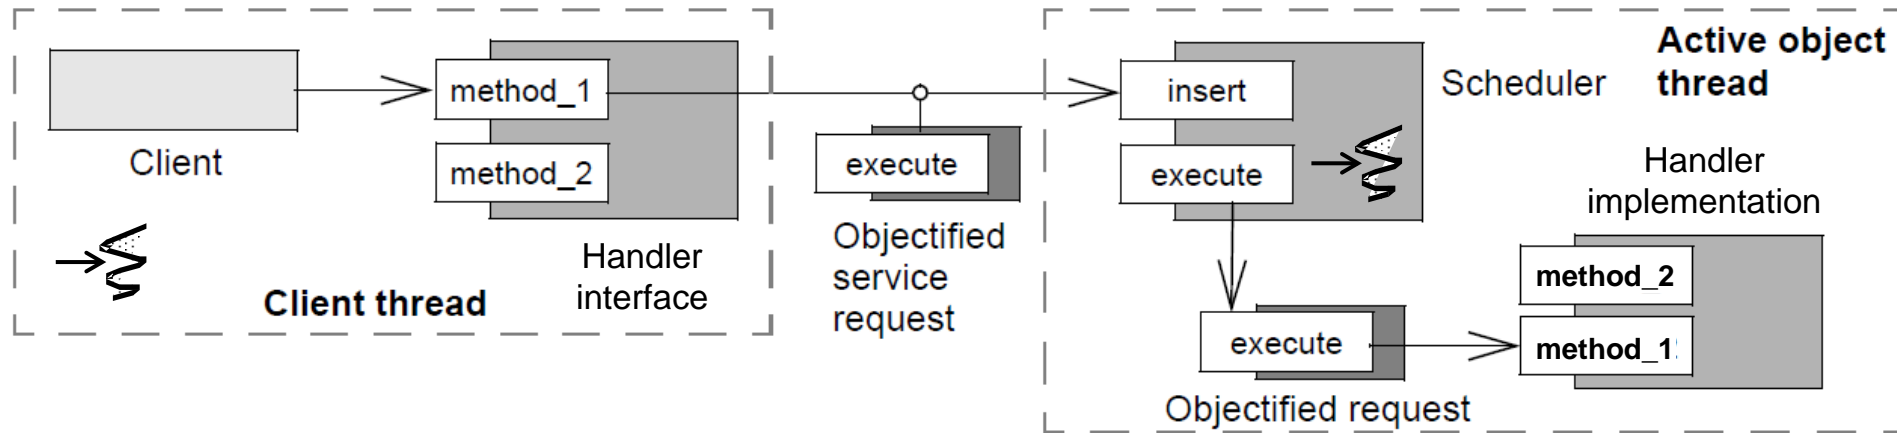 method_1
method_2
Client
Handler
interface
Client thread
execute
Objectified
service
request
insert
execute
Scheduler
Active object
thread
Handler
implementation
method_2
method_1
execute
Objectified request